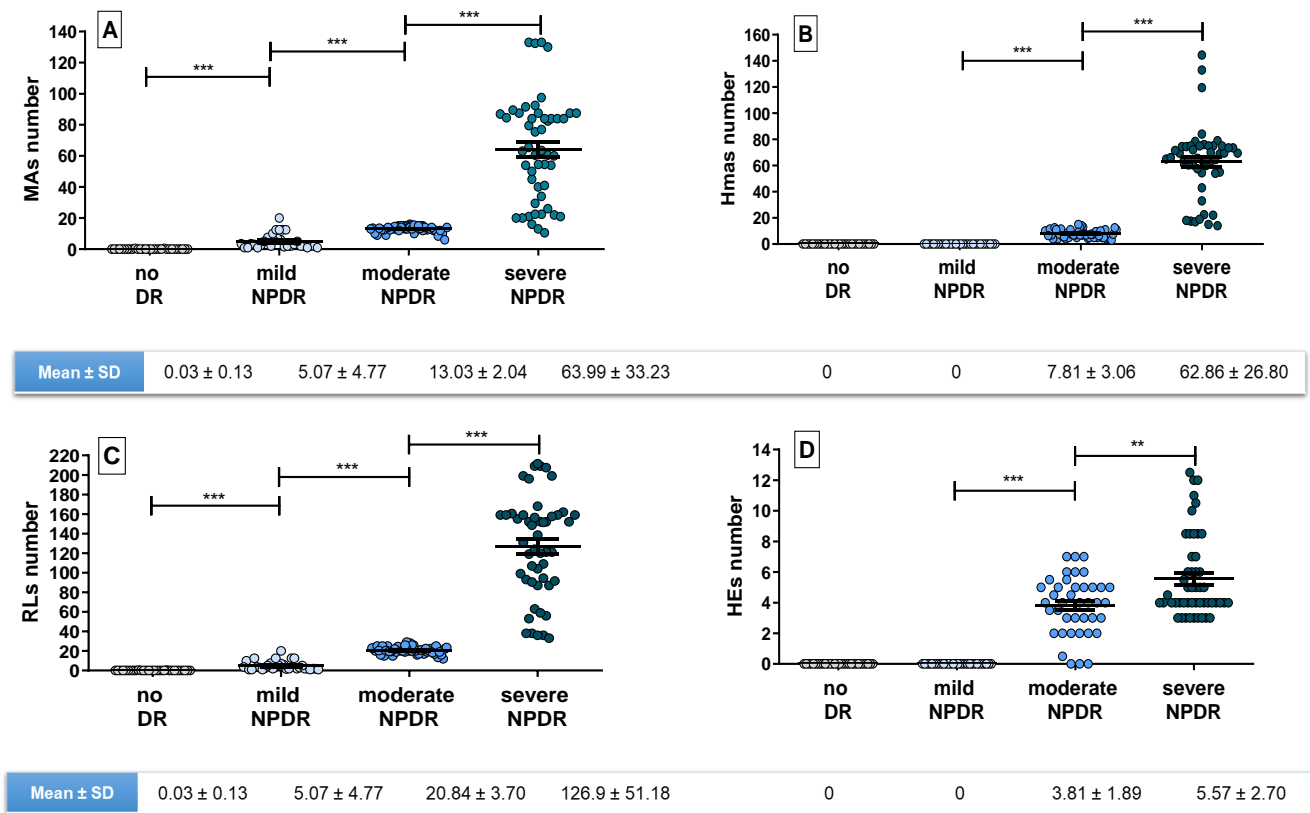 A
MAs number
140
120
100
80
60
40
20
0
***
***
***
no
DR
mild
NPDR
moderate
NPDR
severe
NPDR
B
Hmas number
160
140
120
100
80
60
40
20
0
***
***
no
DR
mild
NPDR
moderate
NPDR
severe
NPDR
Mean ± SD 0.03 ± 0.13 5.07 ± 4.77 13.03 ± 2.04 63.99 ± 33.23 0 0 7.81 ± 3.06 62.86 ± 26.80
C
RLs number
220
200
180
160
140
120
100
80
60
40
20
0
***
***
***
no
DR
mild
NPDR
moderate
NPDR
severe
NPDR
D
HEs number
14
12
10
8
6
4
2
0
***
**
no
DR
mild
NPDR
moderate
NPDR
severe
NPDR
Mean ± SD 0.03 ± 0.13 5.07 ± 4.77 20.84 ± 3.70 126.9 ± 51.18 0 0 3.81 ± 1.89 5.57 ± 2.70